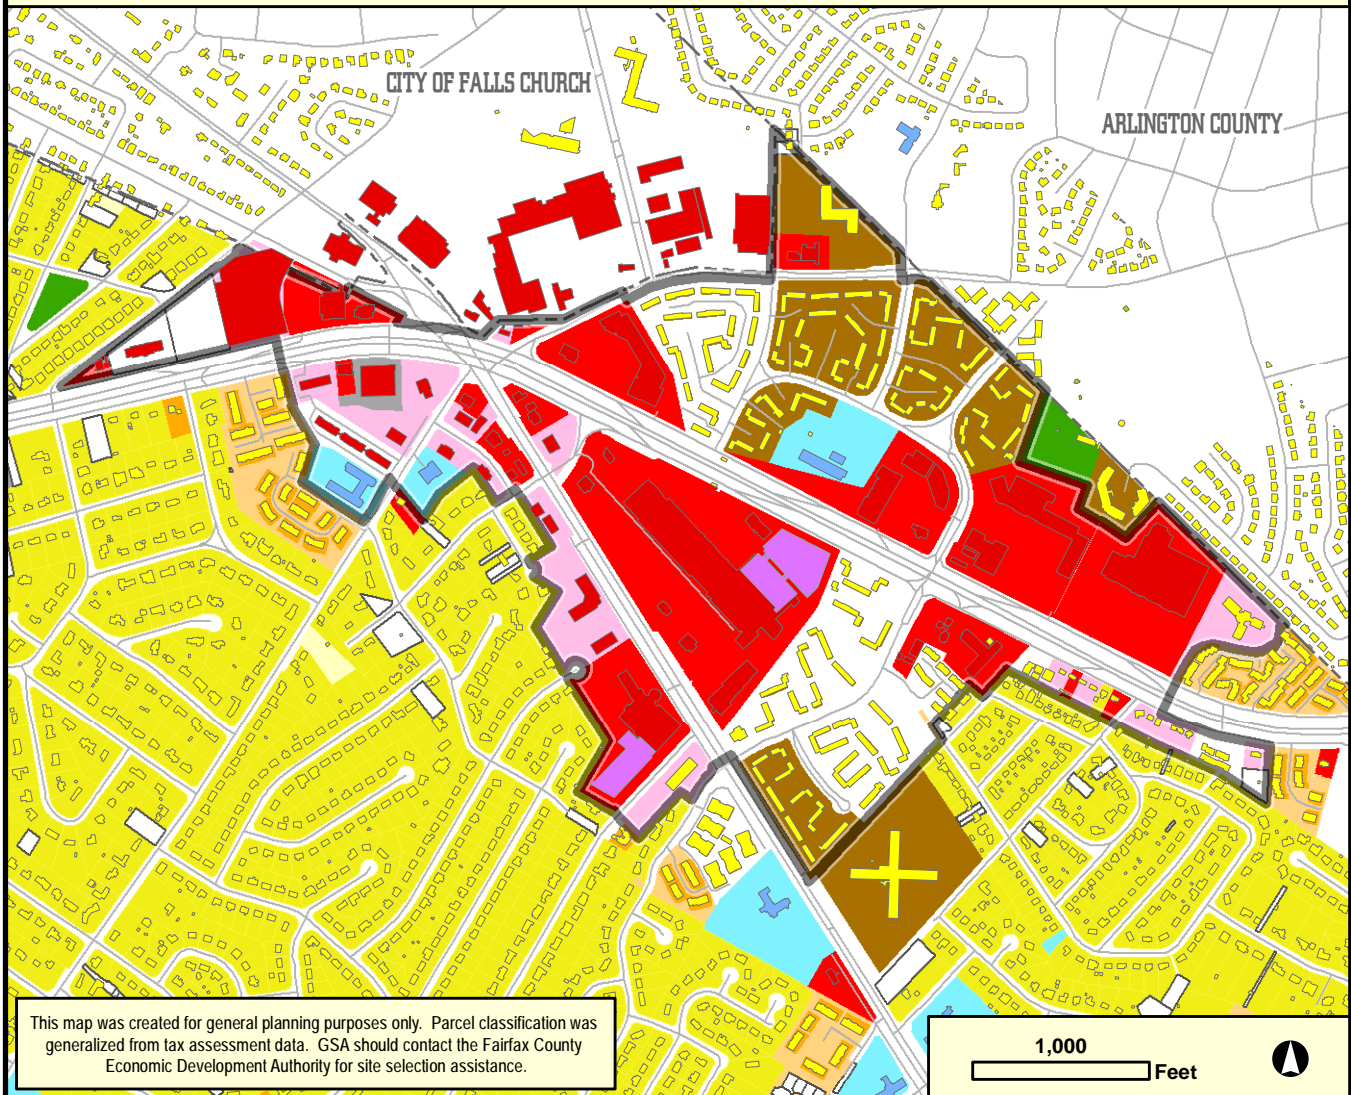 CITY OF FALLS CHURCH
ARLINGTON COUNTY
This map was created for general planning purposes only. Parcel classification was
generalized from tax assessment data. GSA should contact the Fairfax County
Economic Development Authority for site selection assistance.
1,000
Feet